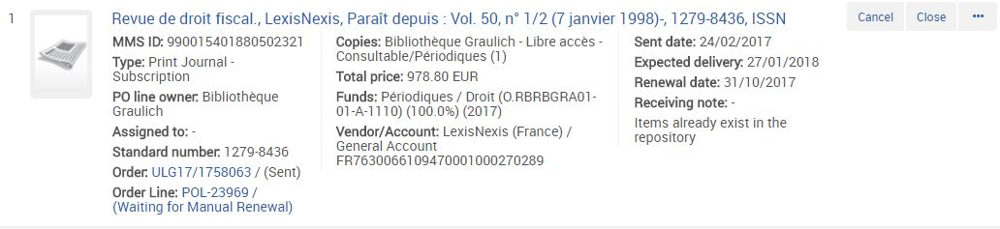 1
Revue de droit fiscal., LexisNexis, Paraît depuis : Vol. 50, n° 1/2 (7 janvier 1998)-, 1279-8436, ISSN
Cancel
Close
•••
MMS ID: 990015401880502321
Type: Print Journal -
Subscription
PO line owner: Bibliothèque
Graulich
Assigned to: -
Standard number: 1279-8436
Order: ULG17/1758063 / (Sent)
Order Line: POL-23969 /
(Waiting for Manual Renewal)
Copies: Bibliothèque Graulich - Libre accès -
Consultable/Périodiques (1)
Total price: 978.80 EUR
Funds: Périodiques / Droit (O.RBRBGRA01-
01-A-1110) (100.0%) (2017)
Vendor/Account: LexisNexis (France) /
General Account
FR7630066109470001000270289
Sent date: 24/02/2017
Expected delivery: 27/01/2018
Renewal date: 31/10/2017
Receiving note: -
Items already exist in the
repository